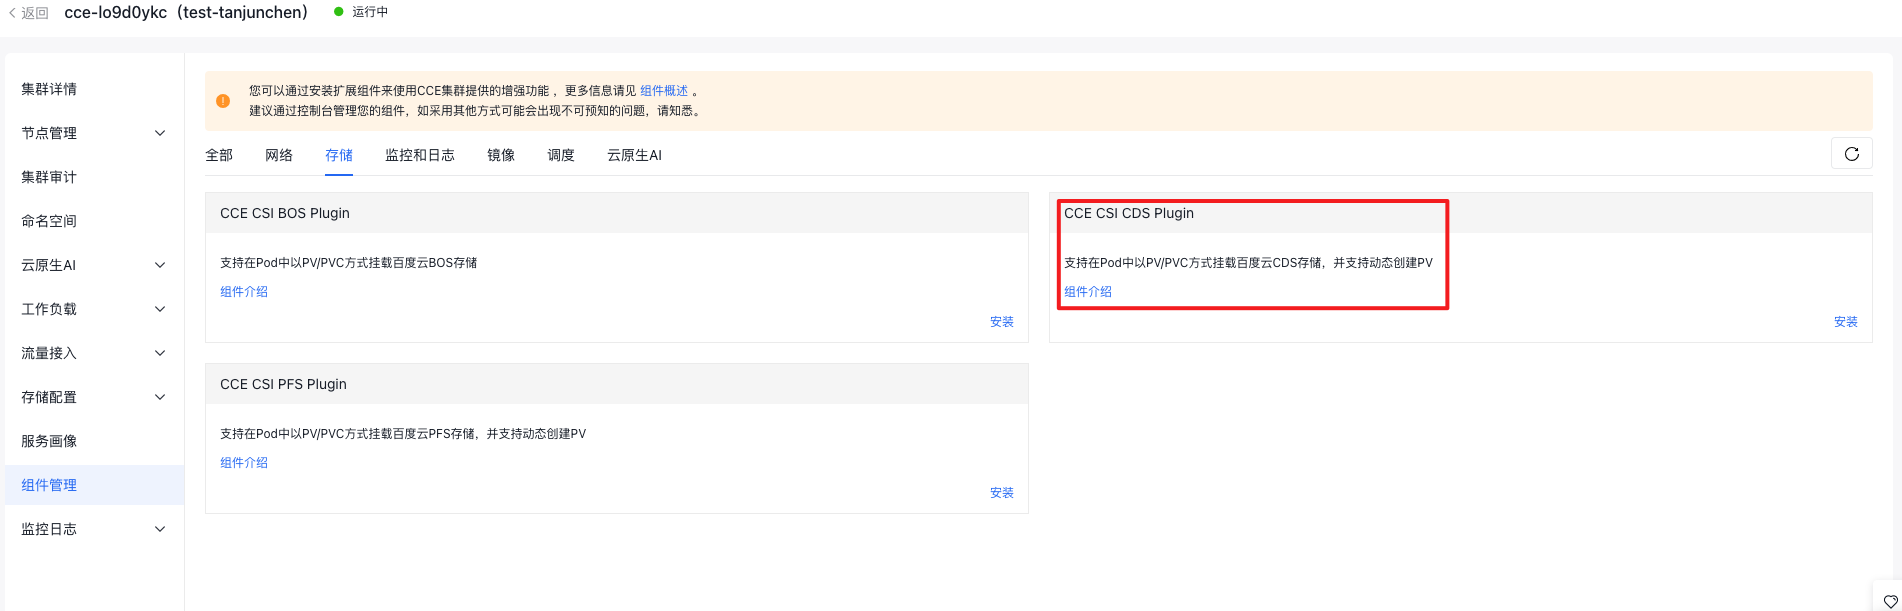 返回 cce-lo9d0ykc（test-tanjunchen） 运行中
集群详情
节点管理
集群审计
命名空间
云原生AI
工作负载
流量接入
存储配置
服务画像
组件管理
监控日志
您可以通过安装扩展组件来使用CCE集群提供的增强功能 ，更多信息请见 组件概述 。
建议通过控制台管理您的组件，如采用其他方式可能会出现不可预知的问题，请知悉。
全部 网络 存储 监控和日志 镜像 调度 云原生AI
CCE CSI BOS Plugin
支持在Pod中以PV/PVC方式挂载百度云BOS存储
组件介绍
安装
CCE CSI CDS Plugin
支持在Pod中以PV/PVC方式挂载百度云CDS存储，并支持动态创建PV
组件介绍
安装
CCE CSI PFS Plugin
支持在Pod中以PV/PVC方式挂载百度云PFS存储，并支持动态创建PV
组件介绍
安装